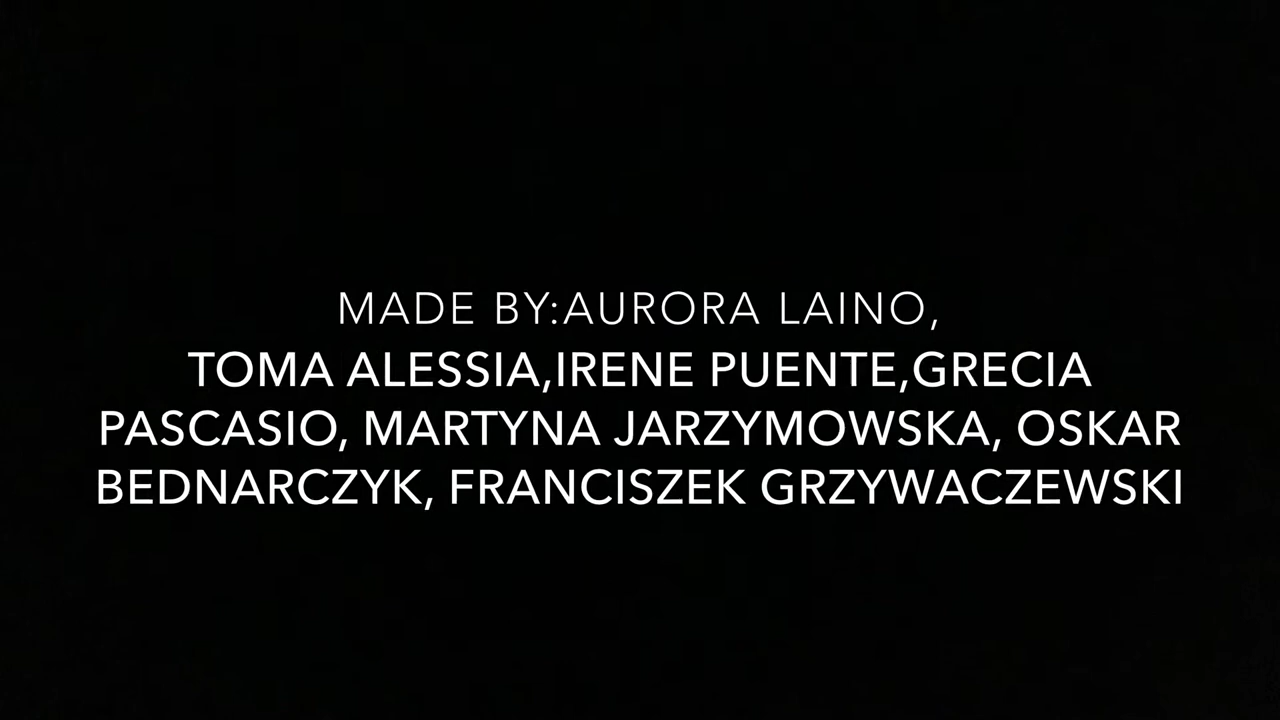 MADE BY:AURORA LAINO,
TOMA ALESSIA,IRENE PUENTE,GRECIA
PASCASIO, MARTYNA JARZYMOWSKA, OSKAR
BEDNARCZYK, FRANCISZEK GRZYWACZEWSKI